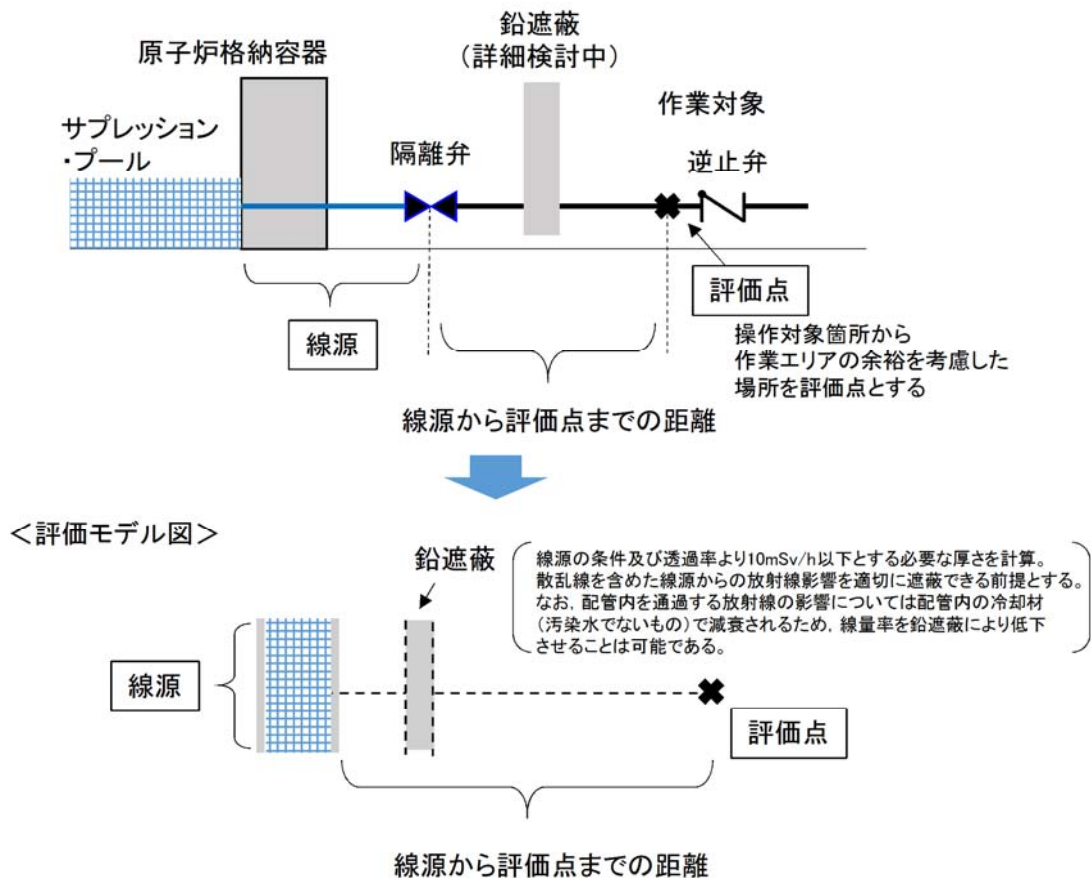 鉛遮蔽
(詳細検討中)
原子炉格納容器
作業対象
サプレッション
・プール
隔離弁
逆止弁
評価点
線源
操作対象箇所から
作業エリアの余裕を考慮した
場所を評価点とする
線源から評価点までの距離
＜評価モデル図＞
鉛遮蔽
線源の条件及び透過率より10mSv/h以下とする必要な厚さを計算。
散乱線を含めた線源からの放射線影響を適切に遮蔽できる前提とする。
なお，配管内を通過する放射線の影響については配管内の冷却材
(汚染水でないもの)で減衰されるため，線量率を鉛遮蔽により低下
させることは可能である。
線源
評価点
線源から評価点までの距離